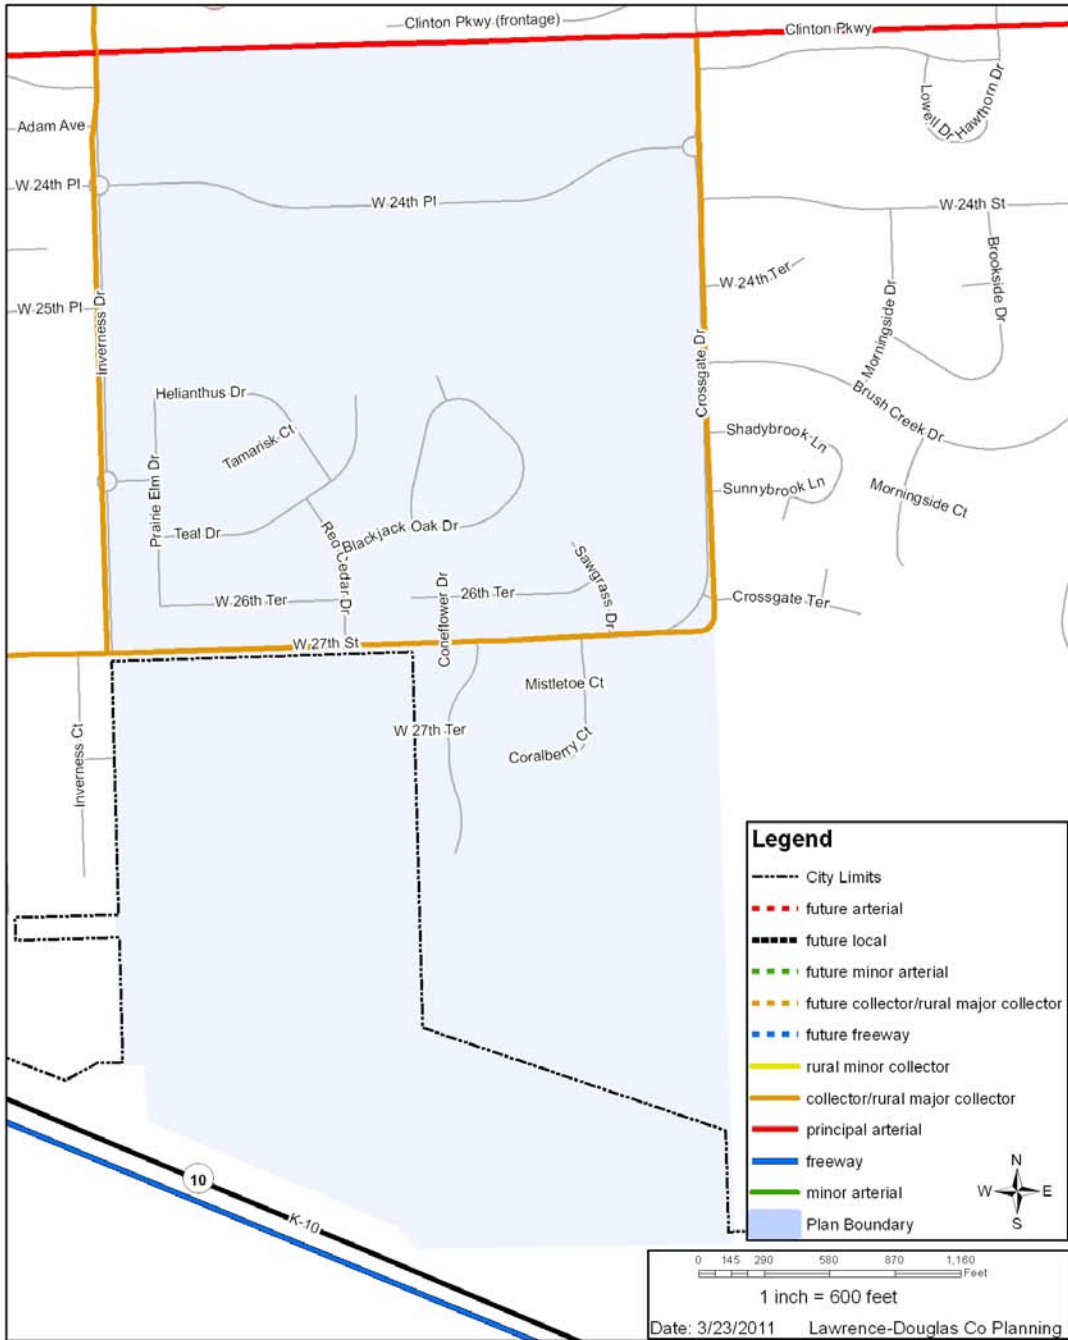 Clinton Pkwy (frontage)
Clinton Pkwy
Lowell Dr
Hawthorn Dr
Adam Ave
W 24th Pl
W 24th Pl
W 24th St
W 24th Ter
Brookside Dr
Morningside Dr
W 25th Pl
Inverness Dr
Crossgate Dr
Helianthus Dr
Tamarisk Ct
Brush Creek Dr
Shadybrook Ln
Sunnybrook Ln
Morningside Ct
Prairie Elm Dr
Teal Dr
Red Cedar Dr
Blackjack Oak Dr
Sawgrass Dr
W 26th Ter
26th Ter
Coneflower Dr
Crossgate Ter
W 27th St
Mistletoe Ct
W 27th Ter
Coralberry Ct
Inverness Ct
10
K-10
Legend
City Limits
future arterial
future local
future minor arterial
future collector/rural major collector
future freeway
rural minor collector
collector/rural major collector
principal arterial
freeway
minor arterial
Plan Boundary
N
W E
S
0 145 290 580 870 1,160
Feet
1 inch = 600 feet
Date: 3/23/2011 Lawrence-Douglas Co Planning